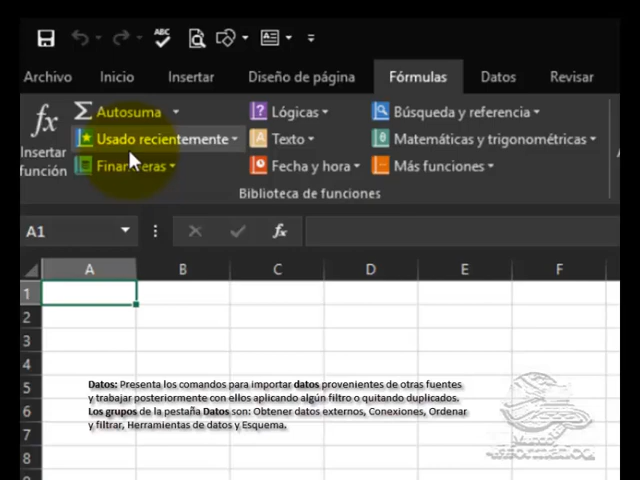 ABC
Archivo Inicio Insertar Diseño de página Fórmulas Datos Revisar
fx Σ Autosuma ? Lógicas Búsqueda y referencia
Usado recientemente A Texto θ Matemáticas y trigonométricas
Insertar función Financieras Fecha y hora Más funciones
Biblioteca de funciones
A1 fx
A B C D E F
1
2
3
4
5
6
7
8
Datos: Presenta los comandos para importar datos provenientes de otras fuentes
y trabajar posteriormente con ellos aplicando algún filtro o quitando duplicados.
Los grupos de la pestaña Datos son: Obtener datos externos, Conexiones, Ordenar
y filtrar, Herramientas de datos y Esquema.